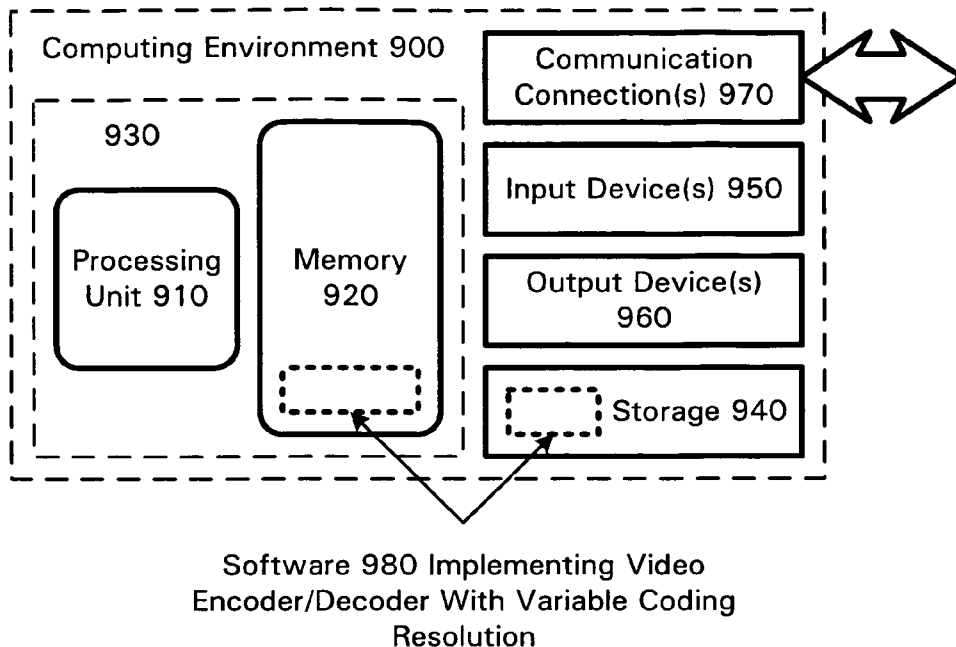 Computing Environment 900
930
Processing
Unit 910
Memory
920
Communication
Connection(s) 970
Input Device(s) 950
Output Device(s)
960
Storage 940
Software 980 Implementing Video
Encoder/Decoder With Variable Coding
Resolution